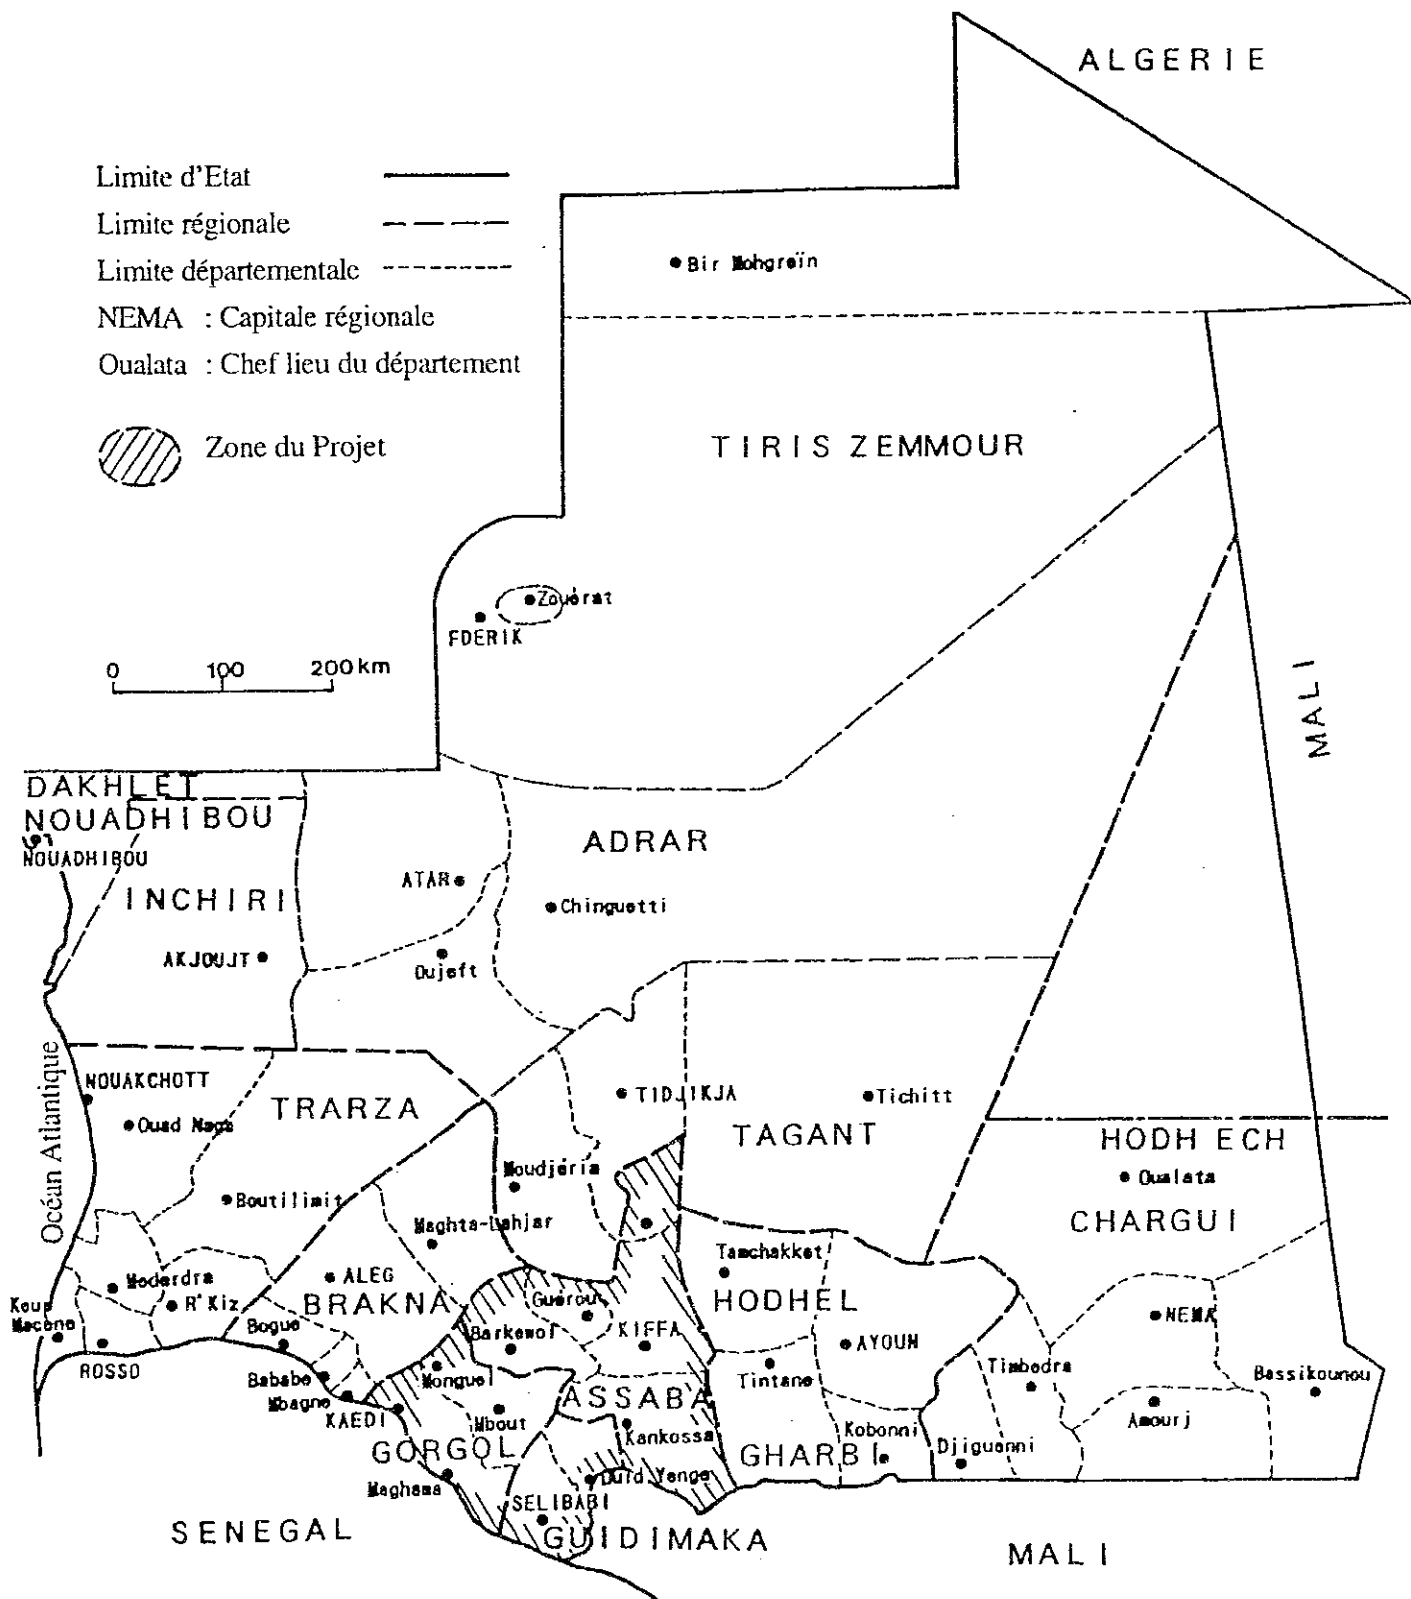 ALGERIE
Limite d'Etat
Limite régionale
Limite départementale
NEMA : Capitale régionale
Oualata : Chef lieu du département
Zone du Projet
Bir Mohgreïn
TIRIS ZEMMOUR
Zouérat
FDERIK
0 100 200 km
MALI
DAKHLET
NOUADHIBOU
NOUADHIBOU
ADRAR
ATAR
INCHIRI
Chinguetti
AKJOUJT
Oujeft
Océan Atlantique
NOUAKCHOTT
TRARZA
TIDJIKJA
Tichitt
Ouad Naga
TAGANT
HODH ECH
Moudjéria
Oualata
Boutilimit
CHARGUI
Maghta-Lahjar
Tamchakket
Moderdra
ALEG
R'Kiz
BRAKNA
Guérou
HODHEL
NEMA
Keur
Macene
Bogue
Barkewol
KIFFA
AYOUN
ROSSO
Monguel
Tintane
Timbedra
Bassikounou
Bababe
Mbagne
ASSABA
KAEDI
Mbout
Kankossa
Amourj
GORGOL
Kobonni
GHARBI
Djiguenni
Maghama
Ould Yenge
SELIBABI
SENEGAL
GUIDIMAKA
MALI